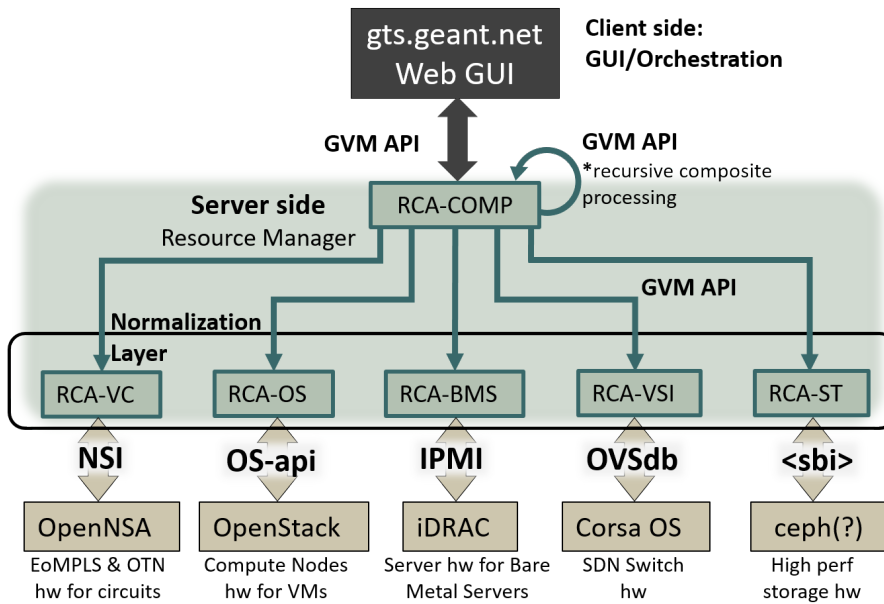 gts.geant.net
Web GUI
Client side:
GUI/Orchestration
GVM API
GVM API
*recursive composite
processing
RCA-COMP
Server side
Resource Manager
GVM API
Normalization
Layer
RCA-VC
RCA-OS
RCA-BMS
RCA-VSI
RCA-ST
NSI
OS-api
IPMI
OVSdb
<sbi>
OpenNSA
OpenStack
iDRAC
Corsa OS
ceph(?)
EoMPLS & OTN
hw for circuits
Compute Nodes
hw for VMs
Server hw for Bare
Metal Servers
SDN Switch
hw
High perf
storage hw